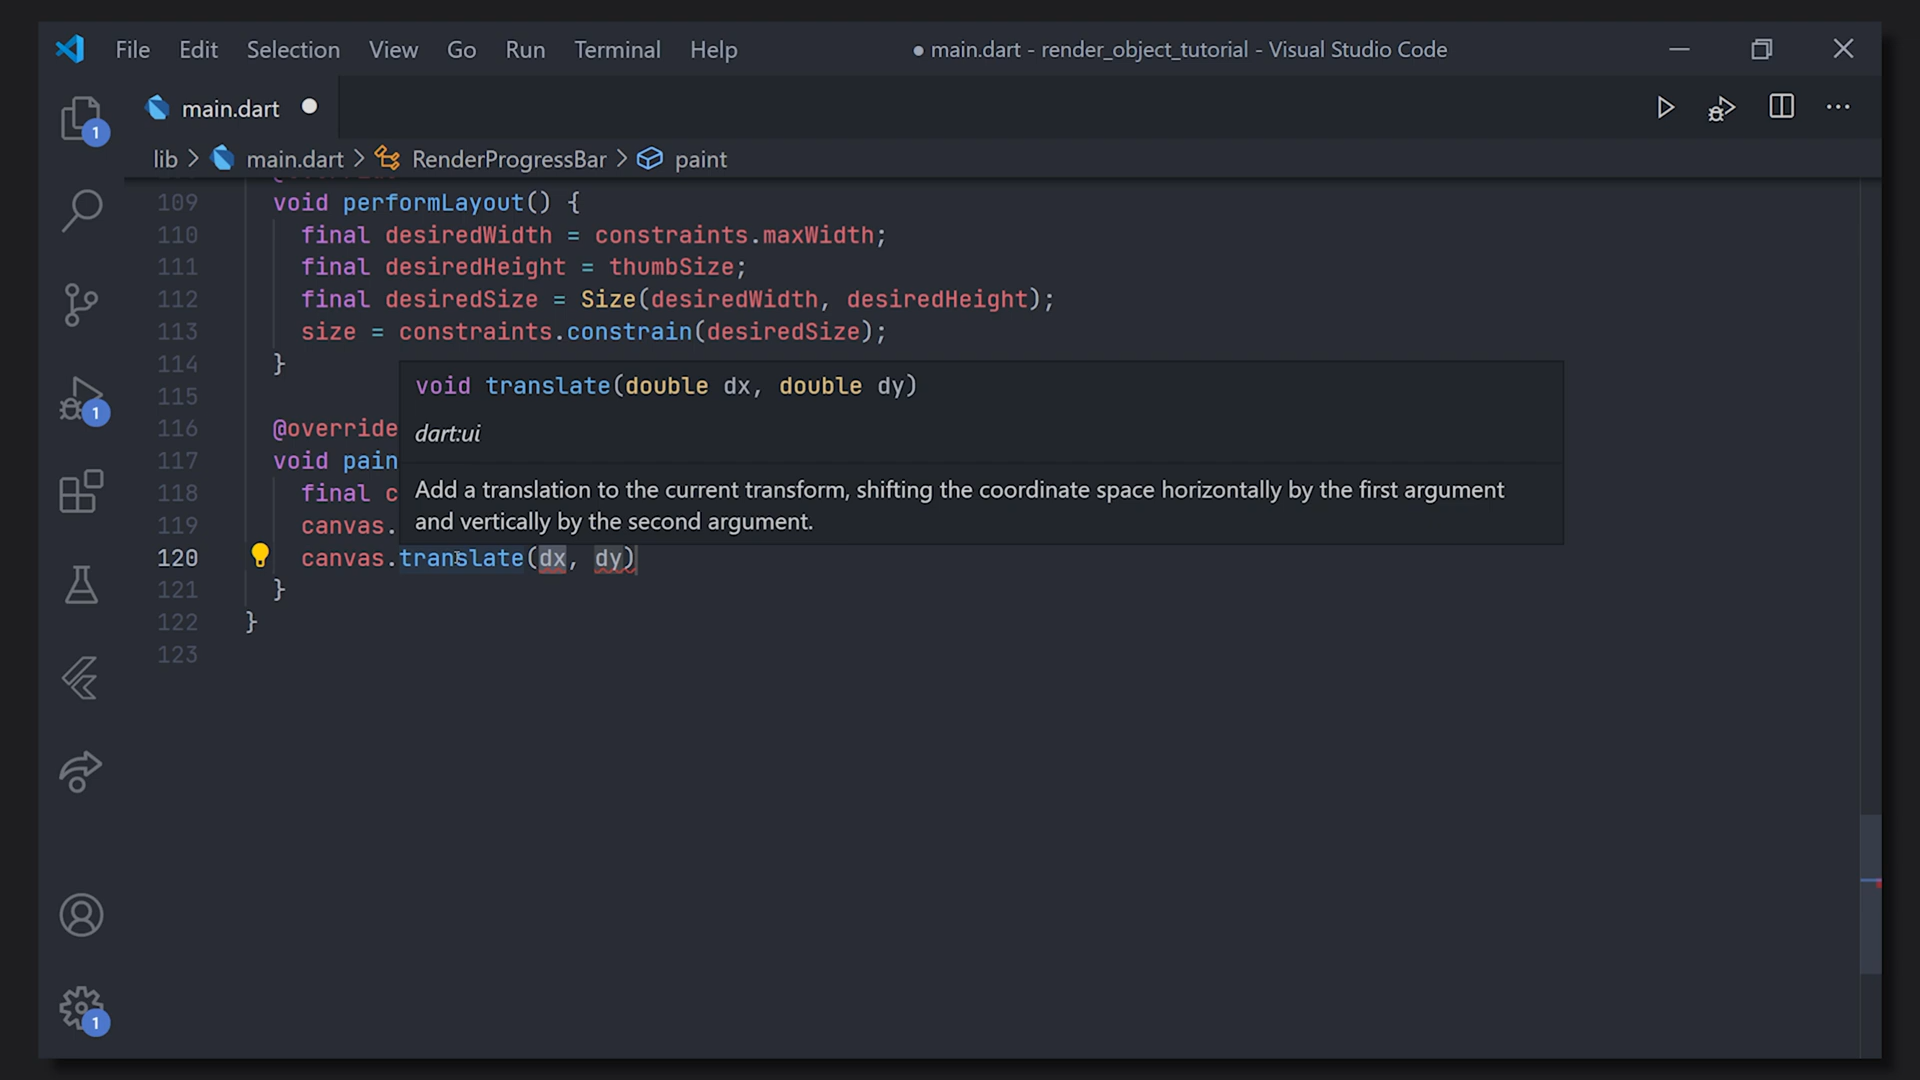 File Edit Selection View Go Run Terminal Help ● main.dart - render_object_tutorial - Visual Studio Code
main.dart ●
1
lib > main.dart > RenderProgressBar > paint
109 void performLayout() {
110 final desiredWidth = constraints.maxWidth;
111 final desiredHeight = thumbSize;
112 final desiredSize = Size(desiredWidth, desiredHeight);
113 size = constraints.constrain(desiredSize);
114 }
void translate(double dx, double dy)
115
1
116 @override
dart:ui
117 void pain
118 final c
Add a translation to the current transform, shifting the coordinate space horizontally by the first argument
and vertically by the second argument.
119 canvas.
120 canvas.translate(dx, dy)
121 }
122 }
123
1